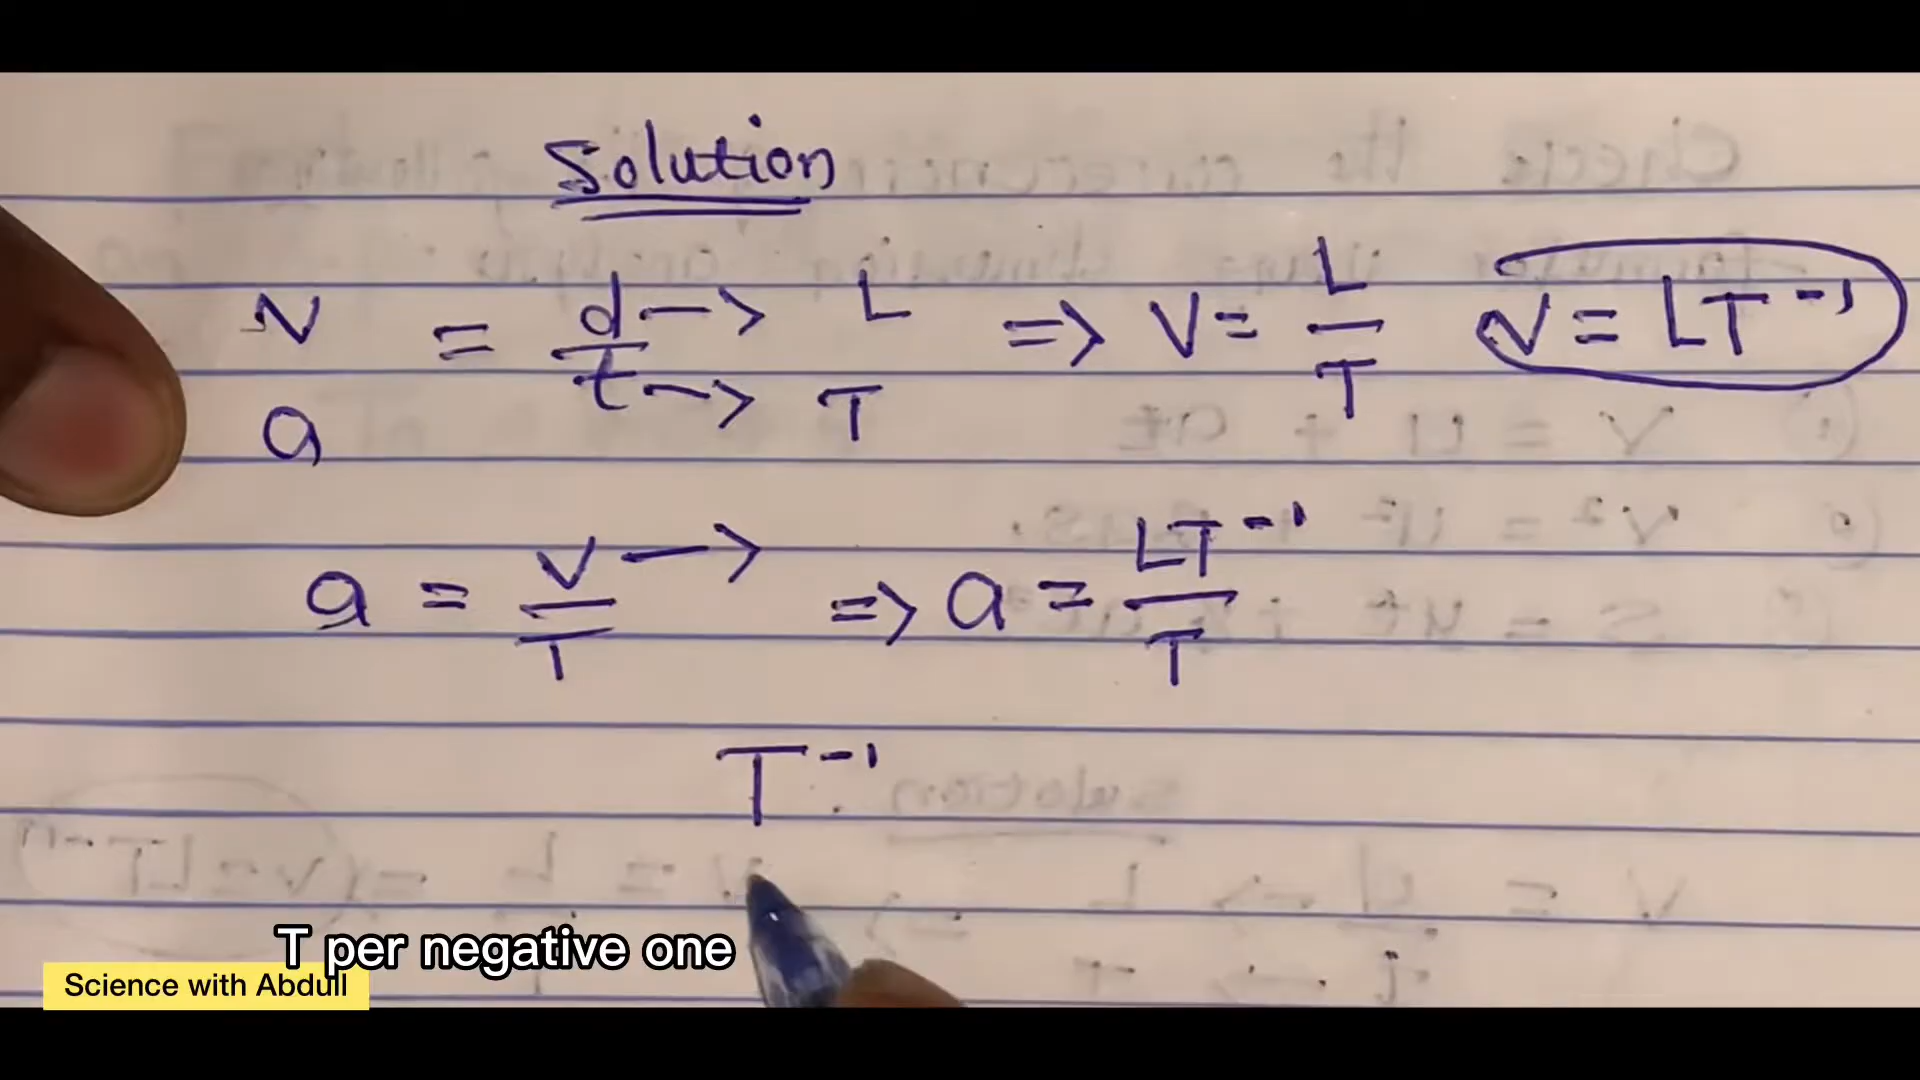 Solution
v = d/t → L → T => V = L/T V = LT⁻¹
a
a = V/T → => a = LT⁻¹/T
T⁻¹
T per negative one
Science with Abdull